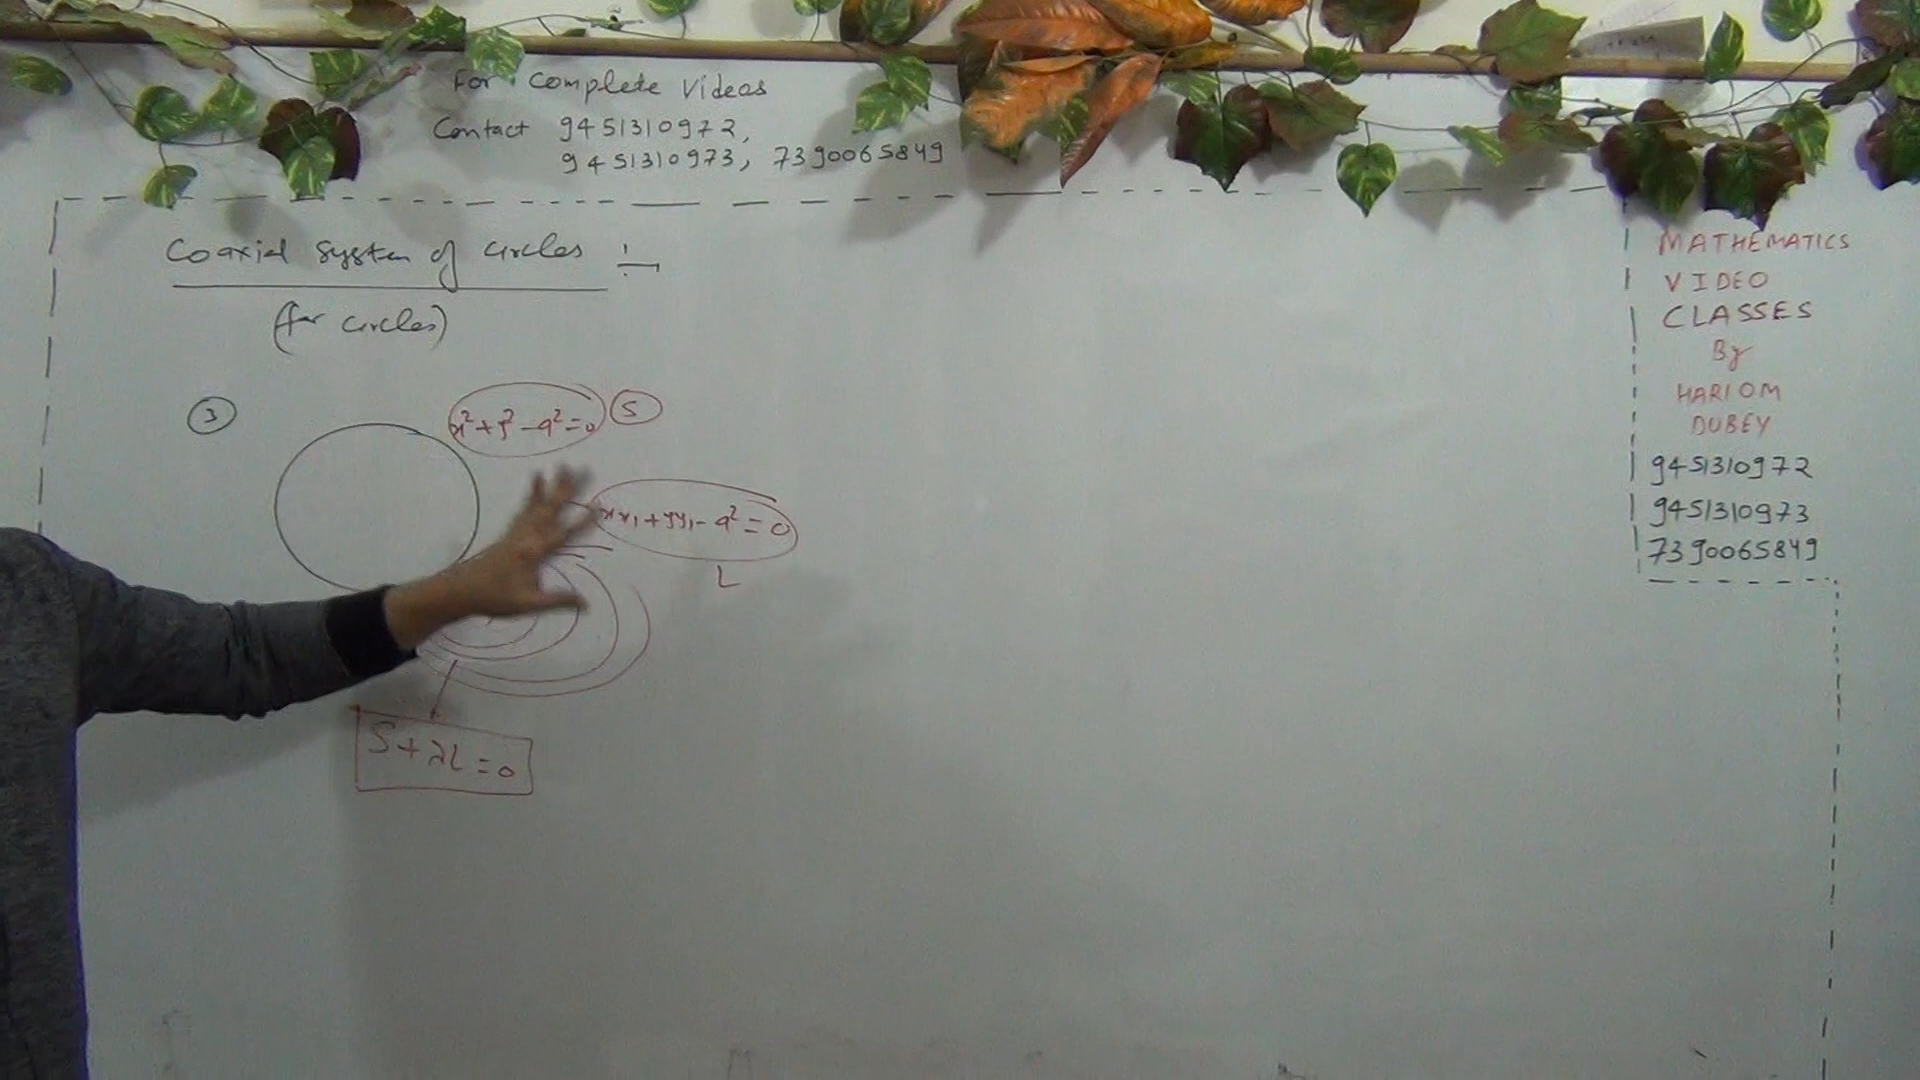 For Complete Videos
Contact 9451310972,
9451310973, 7390065849
Coaxial System of Circles :-
(for circles)
3
x²+y²-a²=0 S
xx₁+yy₁-a²=0
L
S+λL=0
MATHEMATICS
VIDEO
CLASSES
By
HARIOM
DUBEY
9451310972
9451310973
7390065849